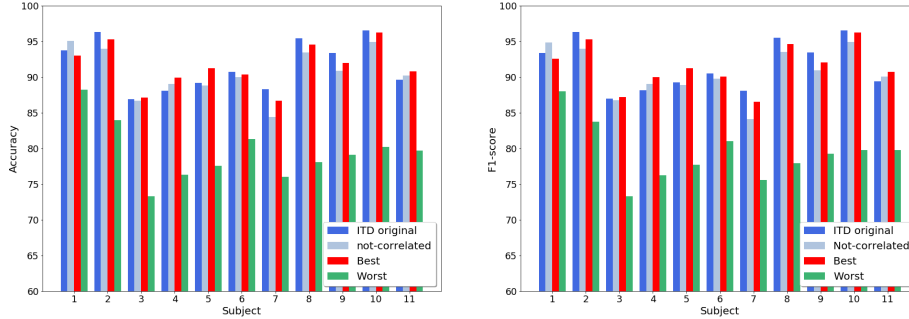 100
95
90
85
80
75
70
65
60
Accuracy
1 2 3 4 5 6 7 8 9 10 11
Subject
ITD original
not-correlated
Best
Worst
100
95
90
85
80
75
70
65
60
F1-score
1 2 3 4 5 6 7 8 9 10 11
Subject
ITD original
Not-correlated
Best
Worst